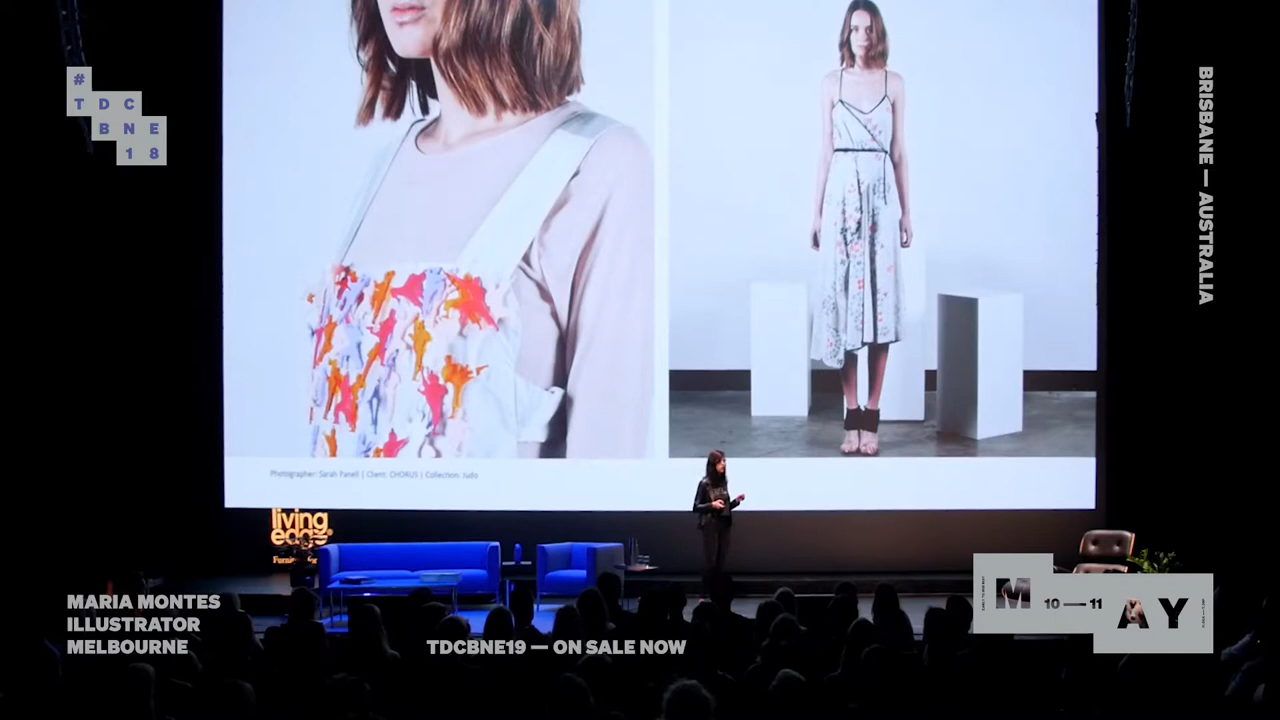 #
TDC
BNE
18
BRISBANE — AUSTRALIA
Photographer: Sarah Panell | Client: CHORUS | Collection: Judo
living
edge
MARIA MONTES
ILLUSTRATOR
MELBOURNE
TDCBNE19 — ON SALE NOW
M
10 — 11
AY